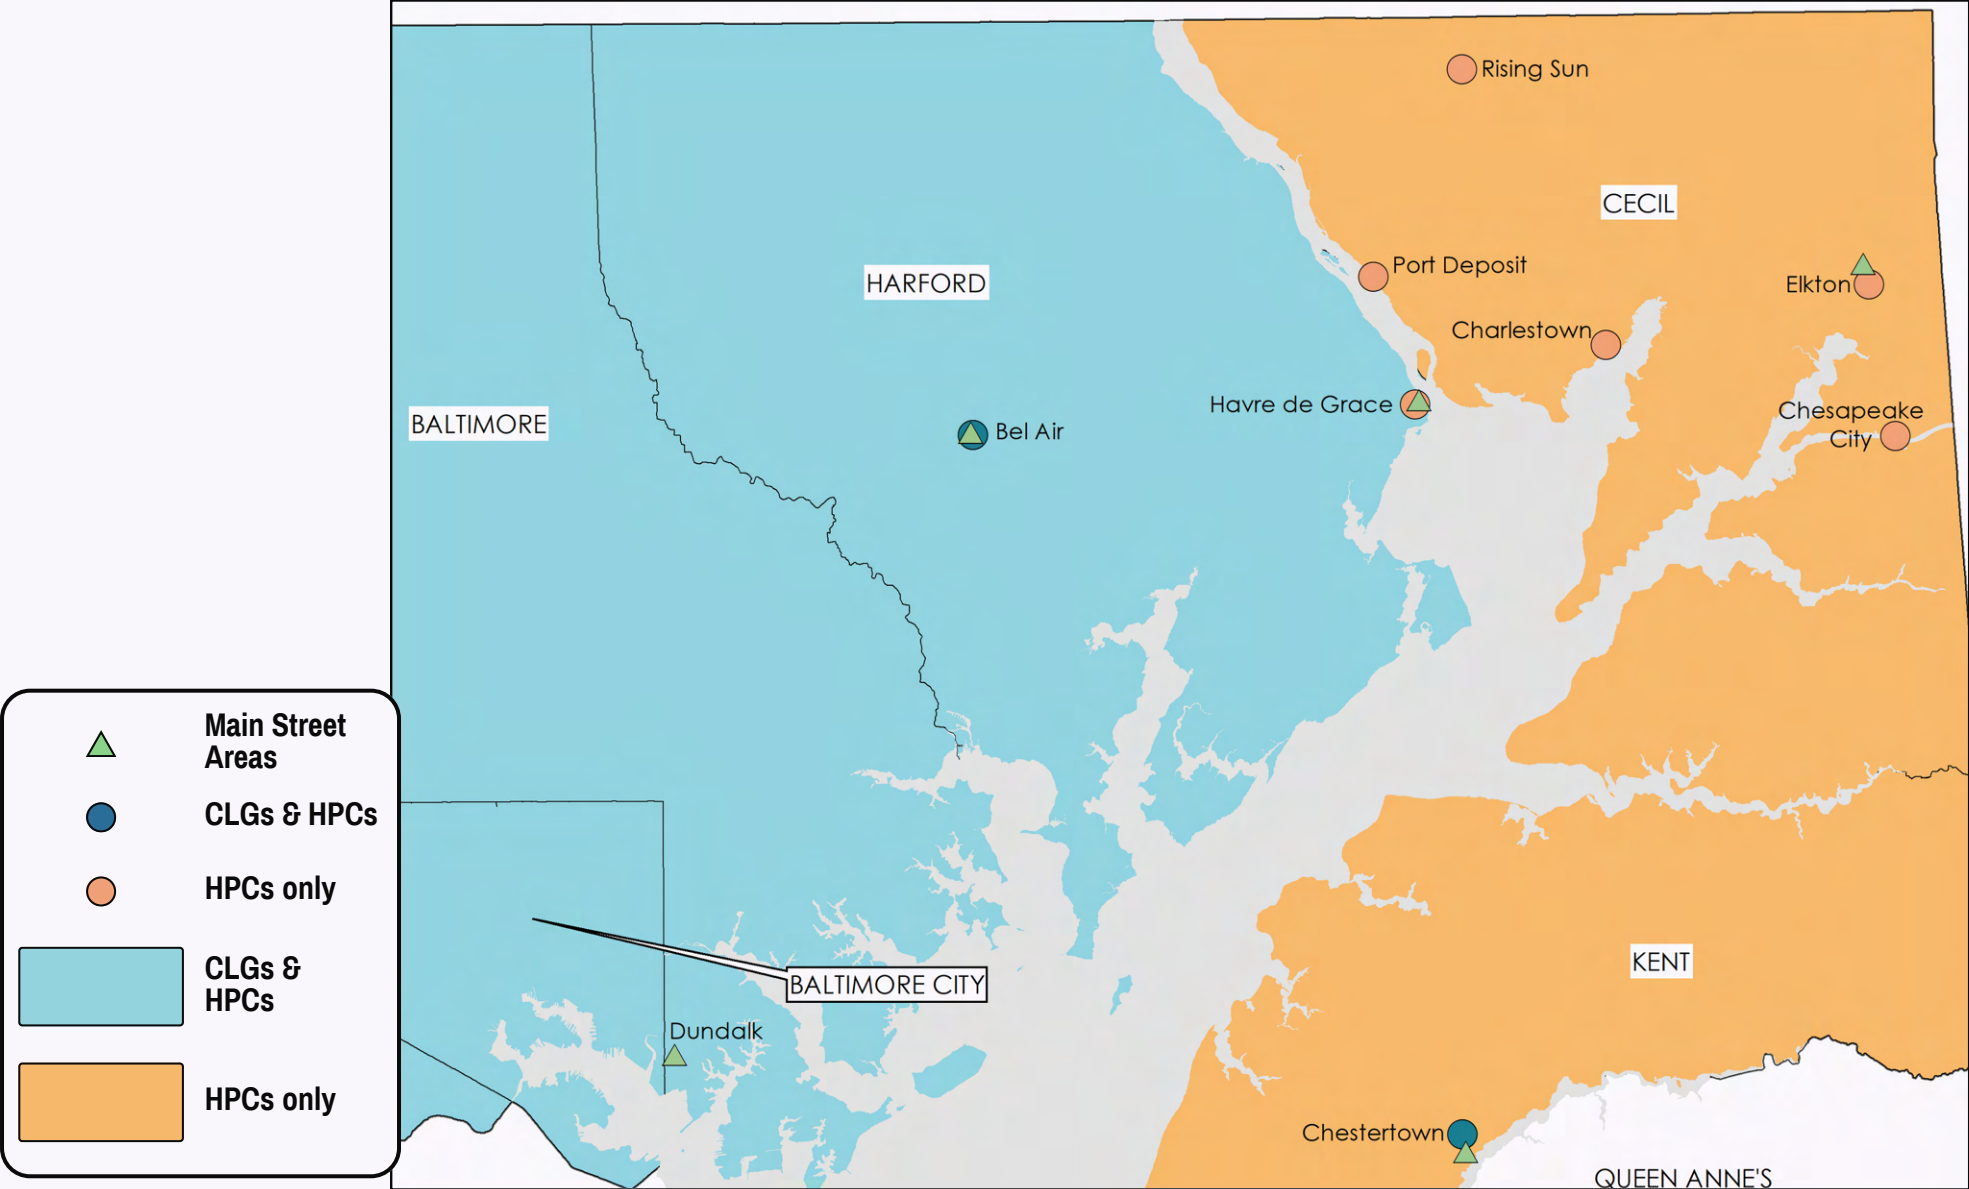 Rising Sun
CECIL
Port Deposit
HARFORD
Elkton
Charlestown
Havre de Grace
Chesapeake
City
BALTIMORE
Bel Air
Main Street
Areas
CLGs & HPCs
HPCs only
CLGs &
HPCs
HPCs only
KENT
BALTIMORE CITY
Dundalk
Chestertown
QUEEN ANNE'S